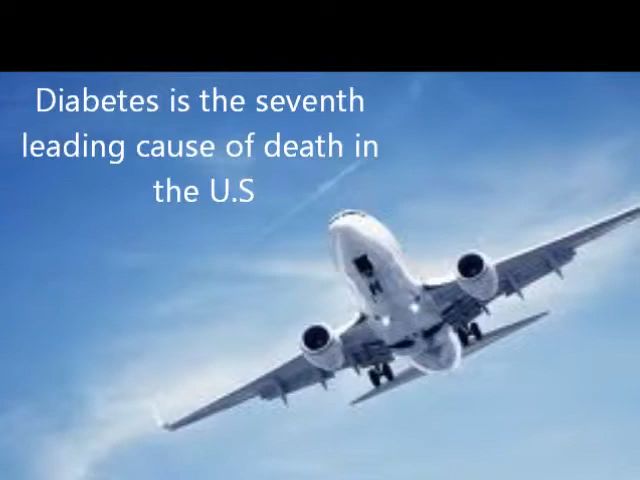 Diabetes is the seventh
leading cause of death in
the U.S